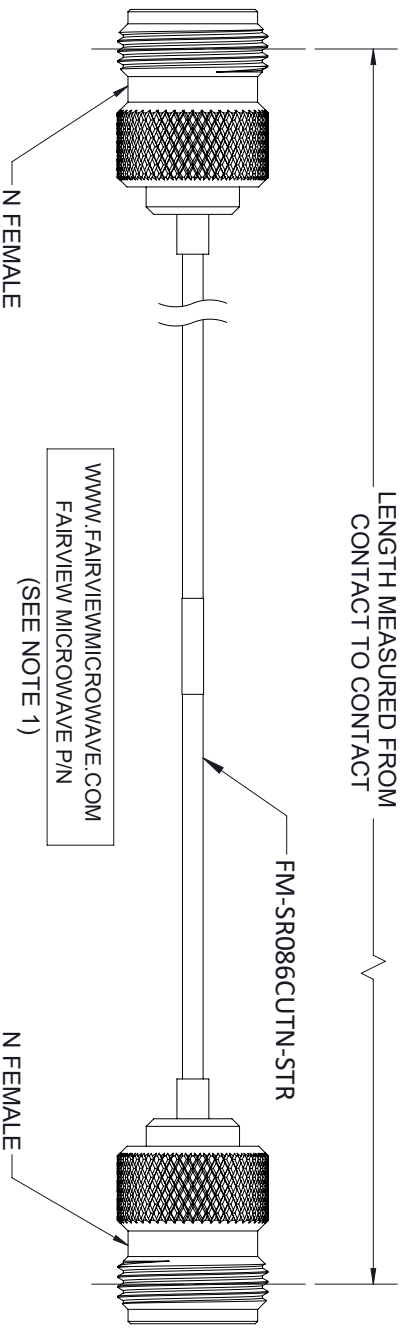 LENGTH MEASURED FROM
CONTACT TO CONTACT
FM-SR086CUTN-STR
N FEMALE
WWW.FAIRVIEWMICROWAVE.COM
FAIRVIEW MICROWAVE P/N
(SEE NOTE 1)
N FEMALE